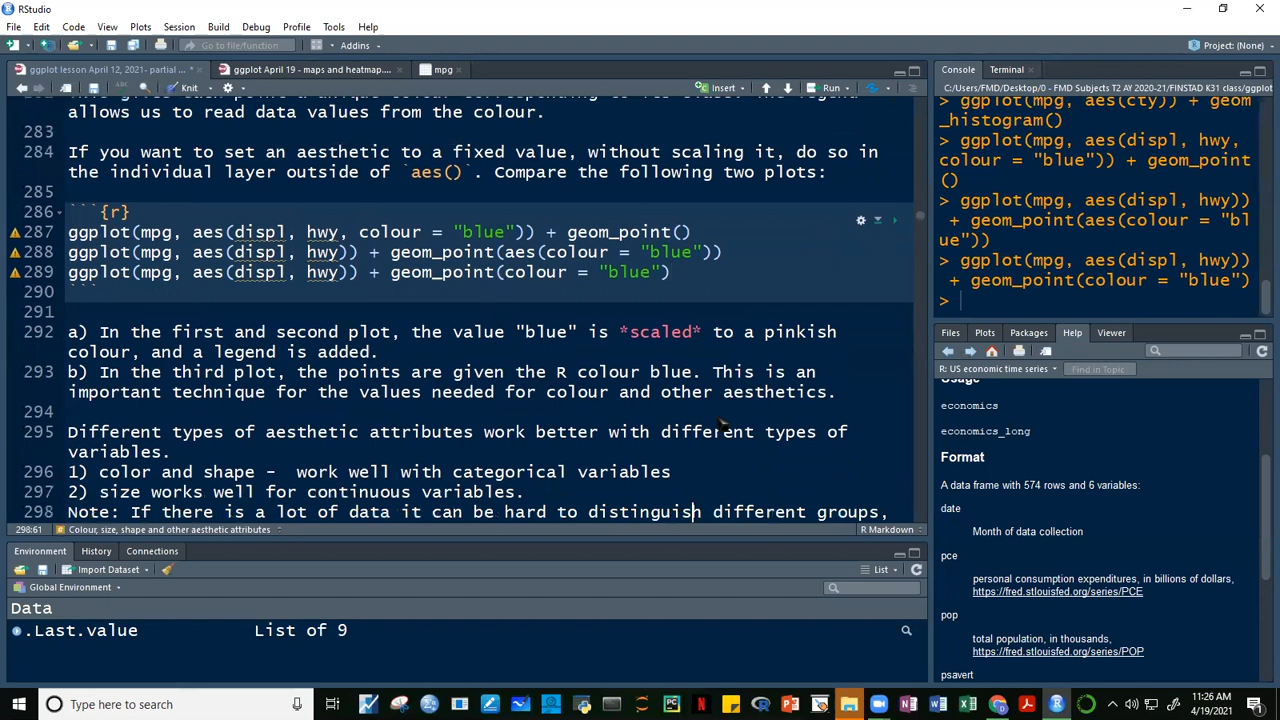 RStudio
File Edit Code View Plots Session Build Debug Profile Tools Help
Go to file/function Addins Project: (None)
ggplot lesson April 12, 2021- partial ... * ggplot April 19 - maps and heatmap.... mpg
Knit Insert Run
allows us to read data values from the colour.
283
284 If you want to set an aesthetic to a fixed value, without scaling it, do so in
the individual layer outside of `aes()`. Compare the following two plots:
285
286 ```{r}
287 ggplot(mpg, aes(displ, hwy, colour = "blue")) + geom_point()
288 ggplot(mpg, aes(displ, hwy)) + geom_point(aes(colour = "blue"))
289 ggplot(mpg, aes(displ, hwy)) + geom_point(colour = "blue")
290 ```
291
292 a) In the first and second plot, the value "blue" is *scaled* to a pinkish
colour, and a legend is added.
293 b) In the third plot, the points are given the R colour blue. This is an
important technique for the values needed for colour and other aesthetics.
294
295 Different types of aesthetic attributes work better with different types of
variables.
296 1) color and shape - work well with categorical variables
297 2) size works well for continuous variables.
298 Note: If there is a lot of data it can be hard to distinguish different groups,
298:61 Colour, size, shape and other aesthetic attributes R Markdown
Environment History Connections
Import Dataset List
Global Environment
Data
.Last.value List of 9
Console Terminal
C:/Users/FMD/Desktop/0 - FMD Subjects T2 AY 2020-21/FINSTAD K31 class/ggplot
> ggplot(mpg, aes(cty)) + geom
_histogram()
> ggplot(mpg, aes(displ, hwy,
colour = "blue")) + geom_point
()
> ggplot(mpg, aes(displ, hwy))
+ geom_point(aes(colour = "bl
ue"))
> ggplot(mpg, aes(displ, hwy))
+ geom_point(colour = "blue")
>
Files Plots Packages Help Viewer
R: US economic time series Find in Topic
Usage
economics
economics_long
Format
A data frame with 574 rows and 6 variables:
date
Month of data collection
pce
personal consumption expenditures, in billions of dollars,
https://fred.stlouisfed.org/series/PCE
pop
total population, in thousands,
https://fred.stlouisfed.org/series/POP
psavert
Type here to search
11:26 AM
4/19/2021